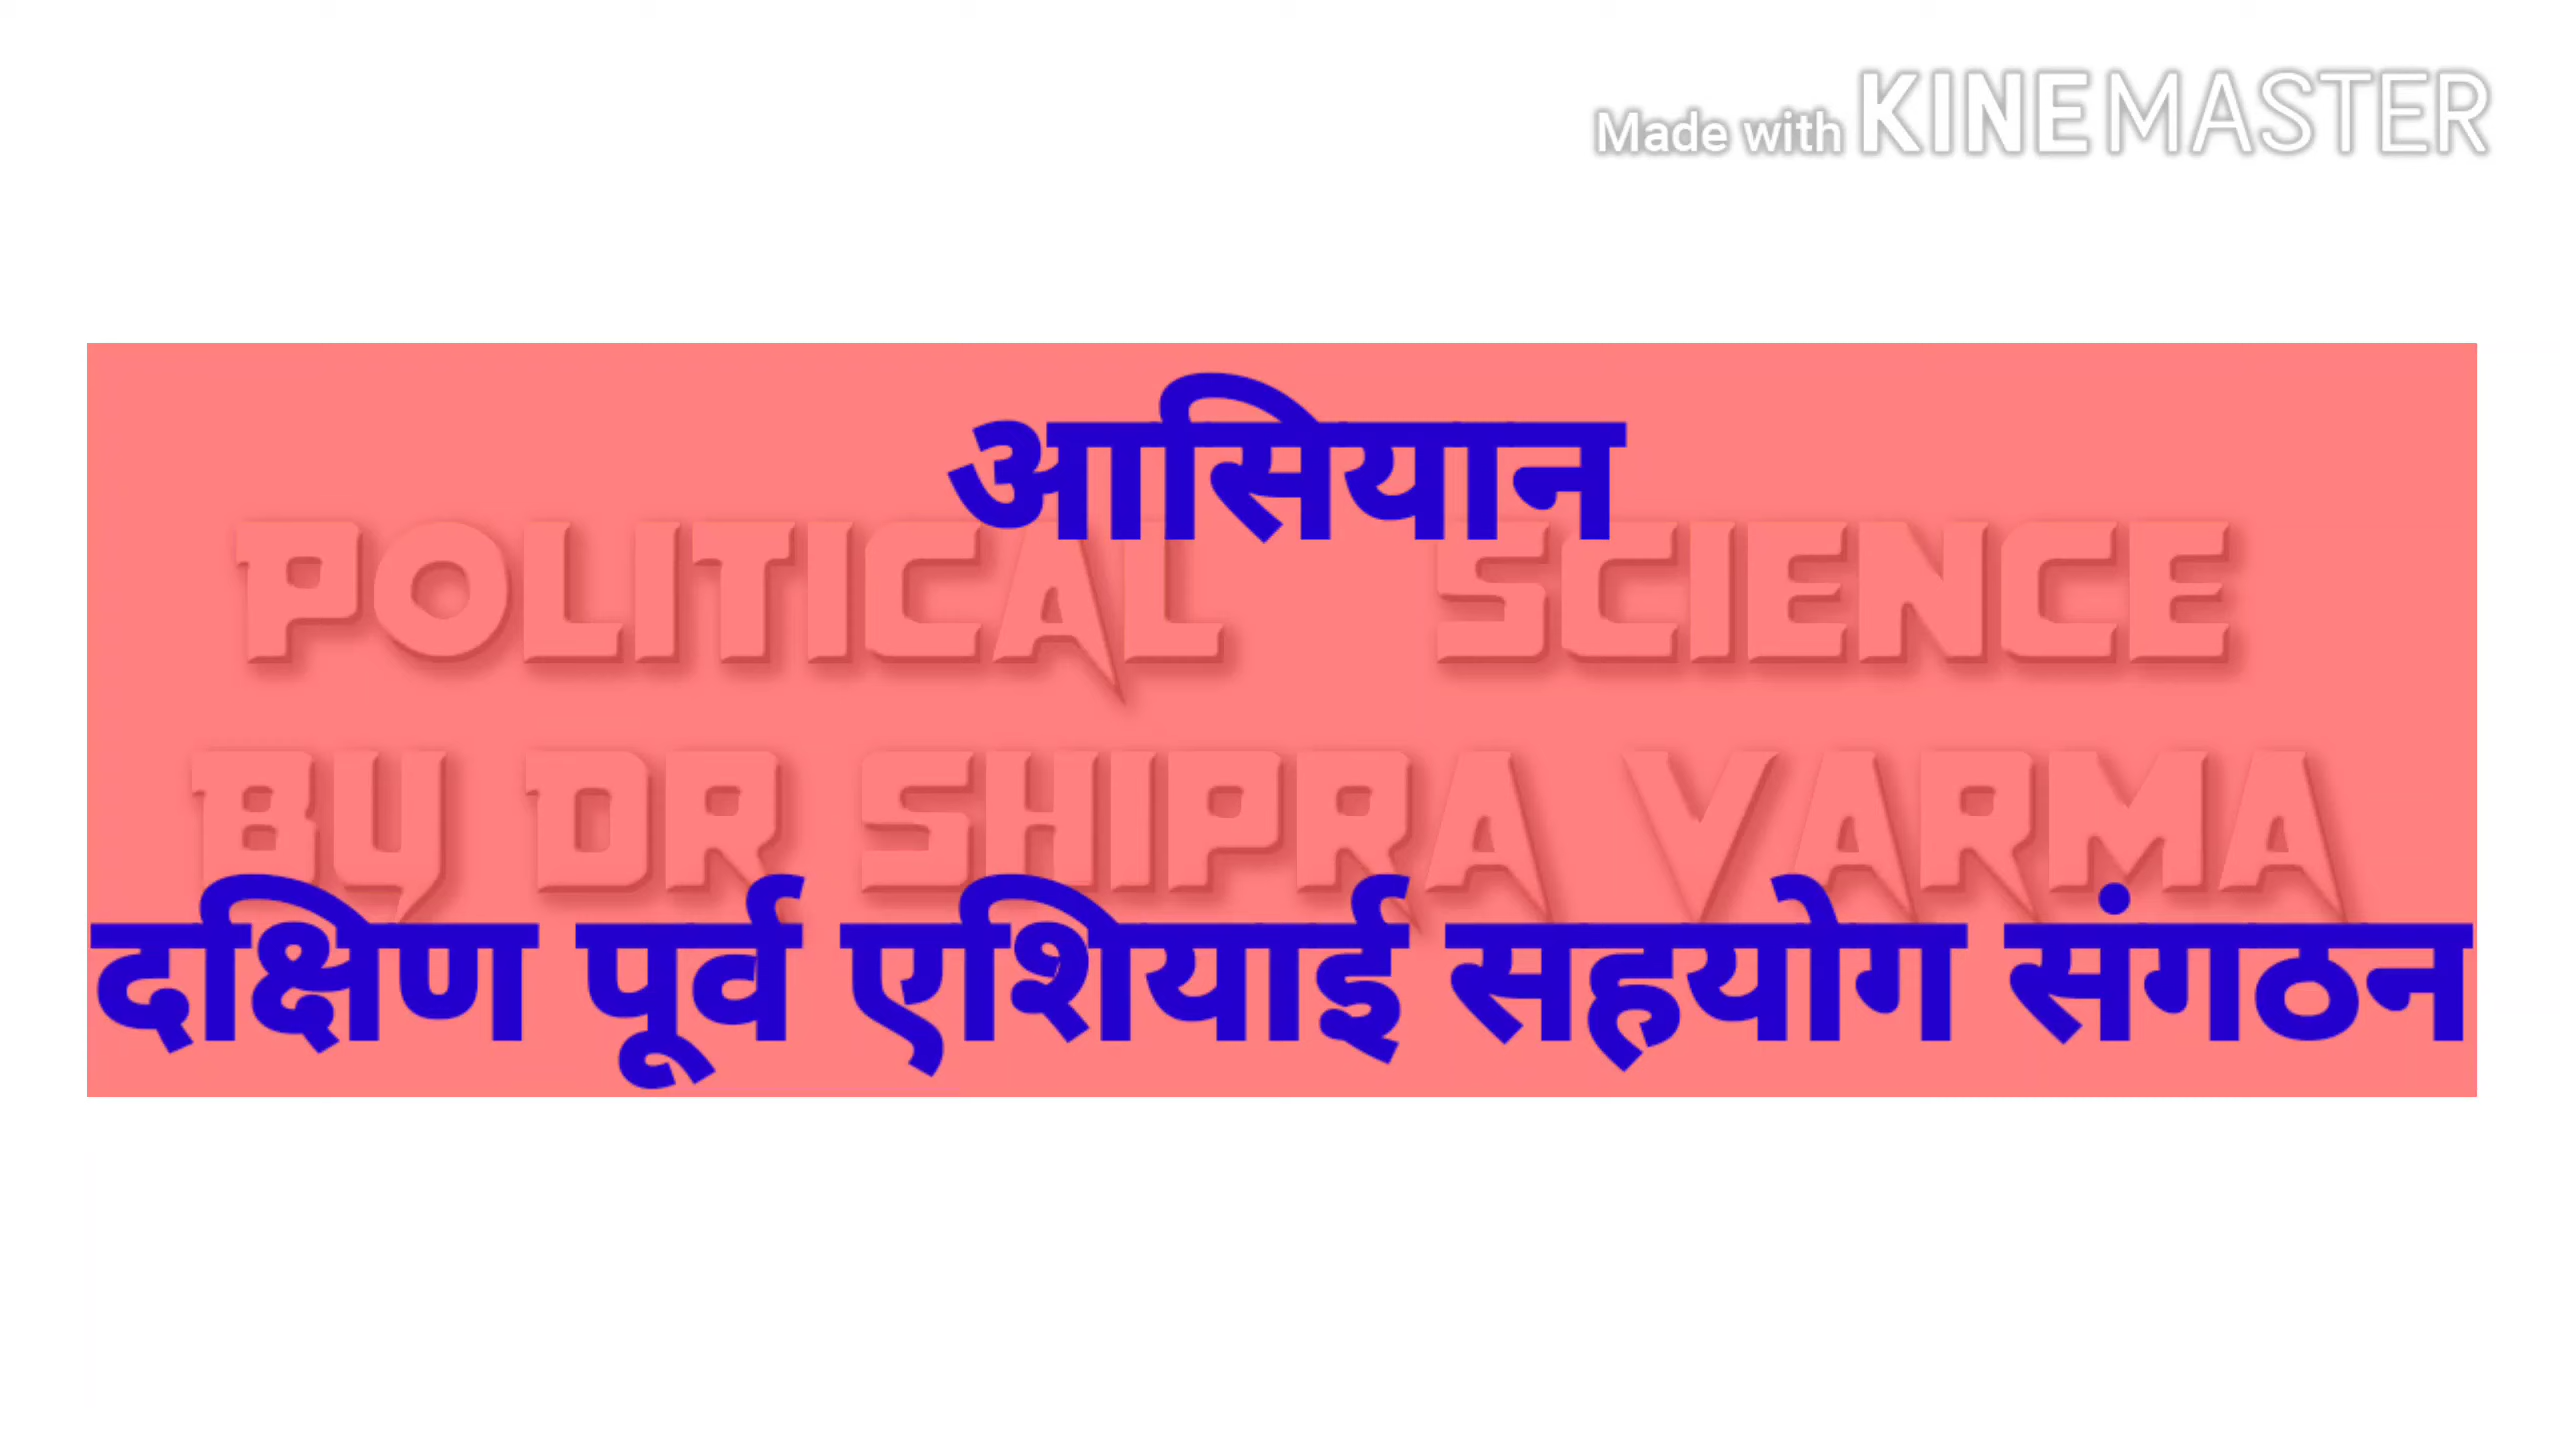 Made with KINEMASTER
आसियान
POLITICAL SCIENCE
BY DR SHIPRA VARMA
दक्षिण पूर्व एशियाई सहयोग संगठन